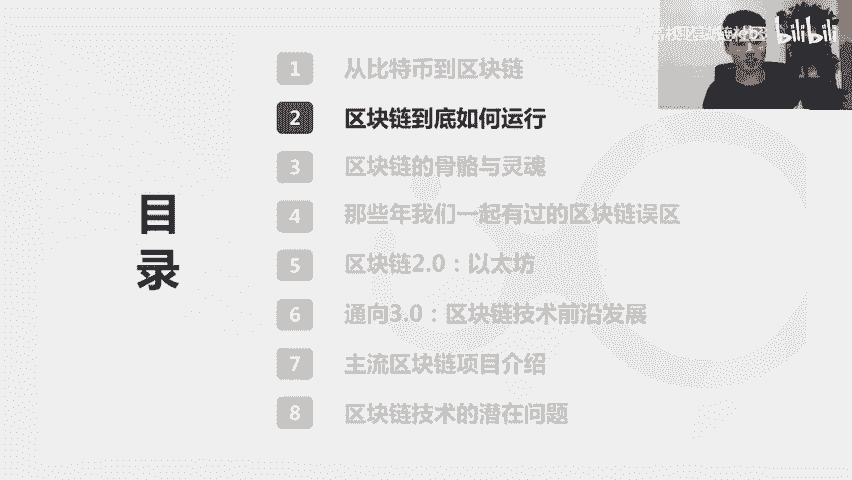 bilibili
目
录
1 从比特币到区块链
2 区块链到底如何运行
3 区块链的骨骼与灵魂
4 那些年我们一起有过的区块链误区
5 区块链2.0：以太坊
6 通向3.0：区块链技术前沿发展
7 主流区块链项目介绍
8 区块链技术的潜在问题